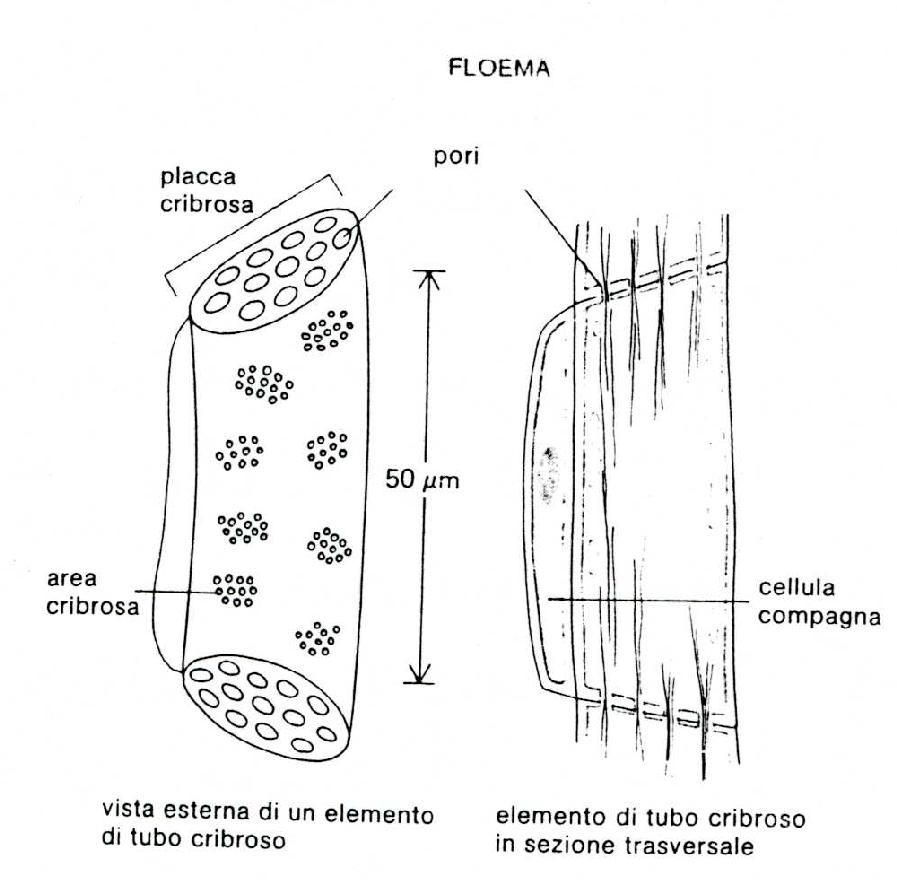 FLOEMA
pori
placca
cribrosa
50 μm
area
cribrosa
cellula
compagna
vista esterna di un elemento
di tubo cribroso
elemento di tubo cribroso
in sezione trasversale